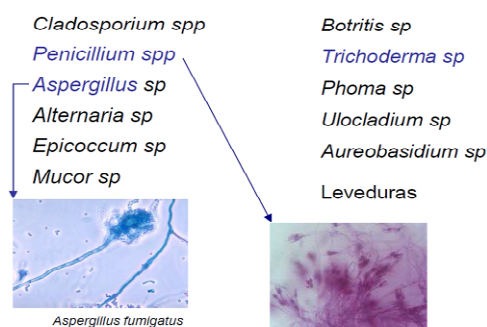 Cladosporium spp
Penicillium spp
Aspergillus sp
Alternaria sp
Epicoccum sp
Mucor sp
Aspergillus fumigatus
Botritis sp
Trichoderma sp
Phoma sp
Ulocladium sp
Aureobasidium sp
Leveduras